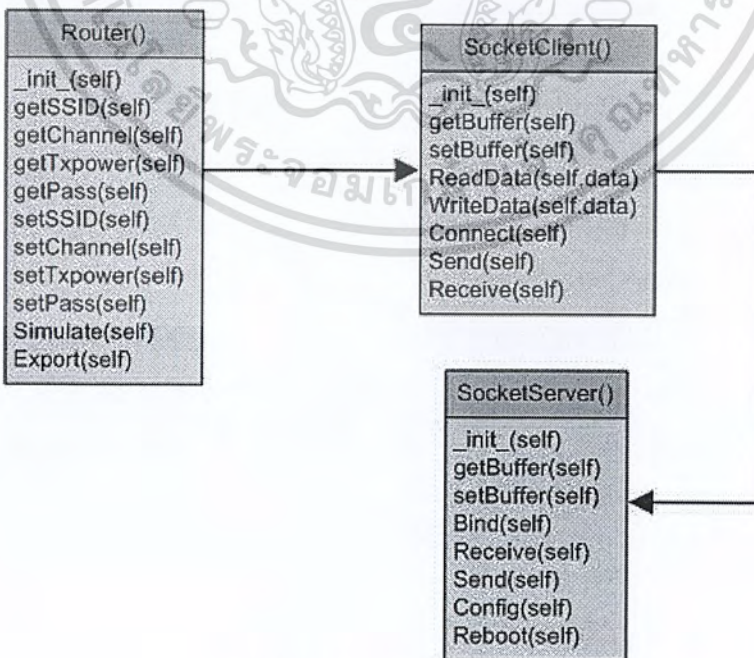 Router()
_init_(self)
getSSID(self)
getChannel(self)
getTxpower(self)
getPass(self)
setSSID(self)
setChannel(self)
setTxpower(self)
setPass(self)
Simulate(self)
Export(self)
SocketClient()
_init_(self)
getBuffer(self)
setBuffer(self)
ReadData(self.data)
WriteData(self.data)
Connect(self)
Send(self)
Receive(self)
SocketServer()
_init_(self)
getBuffer(self)
setBuffer(self)
Bind(self)
Receive(self)
Send(self)
Config(self)
Reboot(self)